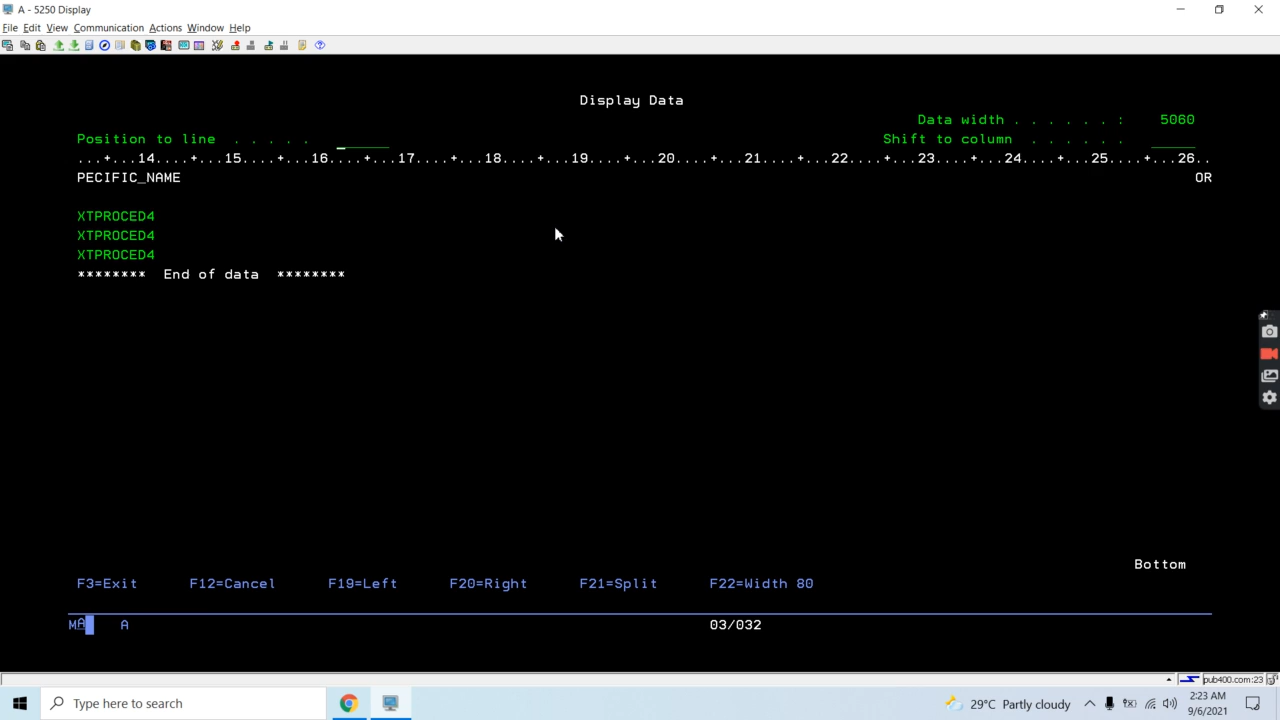 A - 5250 Display
File Edit View Communication Actions Window Help
Display Data
Data width . . . . . . : 5060
Position to line . . . . . Shift to column . . . . . .
...+...14....+...15....+...16....+...17....+...18....+...19....+...20....+...21....+...22....+...23....+...24....+...25....+...26..
PECIFIC_NAME OR
XTPROCED4
XTPROCED4
XTPROCED4
******** End of data ********
Bottom
F3=Exit F12=Cancel F19=Left F20=Right F21=Split F22=Width 80
MA A 03/032
pub400.com:23
Type here to search
29°C Partly cloudy
2:23 AM
9/6/2021